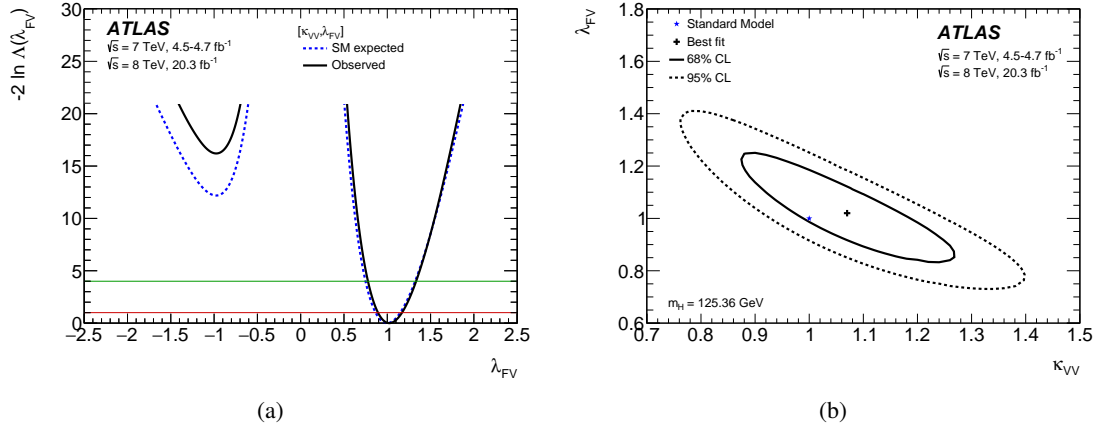 -2 ln Λ(λ_FV)
30
25
20
15
10
5
0
ATLAS
√s = 7 TeV, 4.5-4.7 fb⁻¹
√s = 8 TeV, 20.3 fb⁻¹
[κ_VV,λ_FV]
SM expected
Observed
−2.5 −2 −1.5 −1 −0.5 0 0.5 1 1.5 2 2.5
λ_FV
(a)
λ_FV
1.8
1.6
1.4
1.2
1
0.8
0.6
Standard Model
Best fit
68% CL
95% CL
ATLAS
√s = 7 TeV, 4.5-4.7 fb⁻¹
√s = 8 TeV, 20.3 fb⁻¹
m_H = 125.36 GeV
0.7 0.8 0.9 1 1.1 1.2 1.3 1.4 1.5
κ_VV
(b)